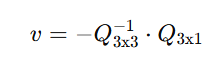 v = −Q_{3x3}^{−1} · Q_{3x1}